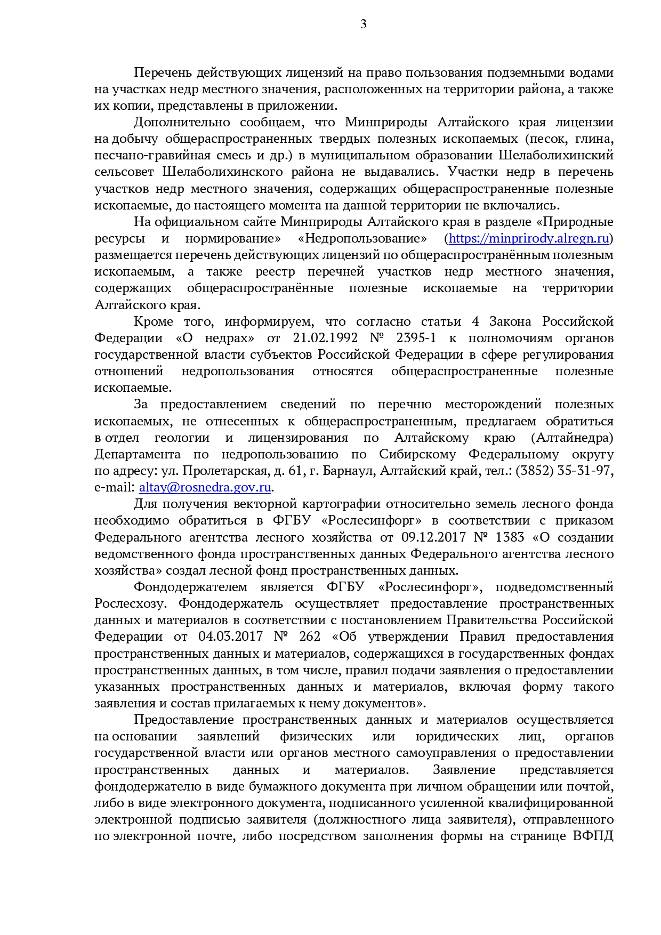 3
Перечень действующих лицензий на право пользования подземными водами
на участках недр местного значения, расположенных на территории района, а также
их копии, представлены в приложении.
Дополнительно сообщаем, что Минприроды Алтайского края лицензии
на добычу общераспространенных твердых полезных ископаемых (песок, глина,
песчано-гравийная смесь и др.) в муниципальном образовании Шелаболихинский
сельсовет Шелаболихинского района не выдавались. Участки недр в перечень
участков недр местного значения, содержащих общераспространенные полезные
ископаемые, до настоящего момента на данной территории не включались.
На официальном сайте Минприроды Алтайского края в разделе «Природные
ресурсы и нормирование» «Недропользование» (https://minprirody.alregn.ru)
размещается перечень действующих лицензий по общераспространённым полезным
ископаемым, а также реестр перечней участков недр местного значения,
содержащих общераспространённые полезные ископаемые на территории
Алтайского края.
Кроме того, информируем, что согласно статьи 4 Закона Российской
Федерации «О недрах» от 21.02.1992 № 2395-1 к полномочиям органов
государственной власти субъектов Российской Федерации в сфере регулирования
отношений недропользования относятся общераспространенные полезные
ископаемые.
За предоставлением сведений по перечню месторождений полезных
ископаемых, не отнесенных к общераспространенным, предлагаем обратиться
в отдел геологии и лицензирования по Алтайскому краю (Алтайнедра)
Департамента по недропользованию по Сибирскому Федеральному округу
по адресу: ул. Пролетарская, д. 61, г. Барнаул, Алтайский край, тел.: (3852) 35-31-97,
e-mail: altay@rosnedra.gov.ru.
Для получения векторной картографии относительно земель лесного фонда
необходимо обратиться в ФГБУ «Рослесинфорг» в соответствии с приказом
Федерального агентства лесного хозяйства от 09.12.2017 № 1383 «О создании
ведомственного фонда пространственных данных Федерального агентства лесного
хозяйства» создал лесной фонд пространственных данных.
Фондодержателем является ФГБУ «Рослесинфорг», подведомственный
Рослесхозу. Фондодержатель осуществляет предоставление пространственных
данных и материалов в соответствии с постановлением Правительства Российской
Федерации от 04.03.2017 № 262 «Об утверждении Правил предоставления
пространственных данных и материалов, содержащихся в государственных фондах
пространственных данных, в том числе, правил подачи заявления о предоставлении
указанных пространственных данных и материалов, включая форму такого
заявления и состав прилагаемых к нему документов».
Предоставление пространственных данных и материалов осуществляется
на основании заявлений физических или юридических лиц, органов
государственной власти или органов местного самоуправления о предоставлении
пространственных данных и материалов. Заявление представляется
фондодержателю в виде бумажного документа при личном обращении или почтой,
либо в виде электронного документа, подписанного усиленной квалифицированной
электронной подписью заявителя (должностного лица заявителя), отправленного
по электронной почте, либо посредством заполнения формы на странице ВФПД